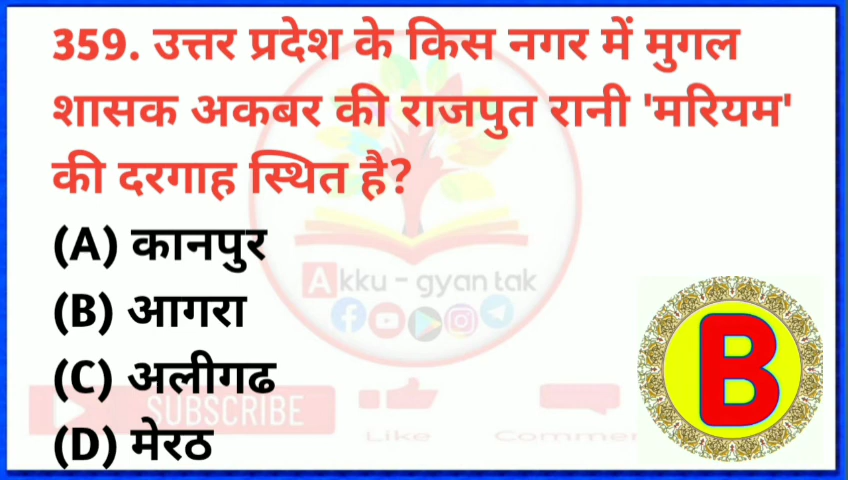 359. उत्तर प्रदेश के किस नगर में मुगल
शासक अकबर की राजपुत रानी 'मरियम'
की दरगाह स्थित है?
(A) कानपुर
(B) आगरा
(C) अलीगढ
(D) मेरठ
Akku - gyan tak
B
SUBSCRIBE
Like
Commen